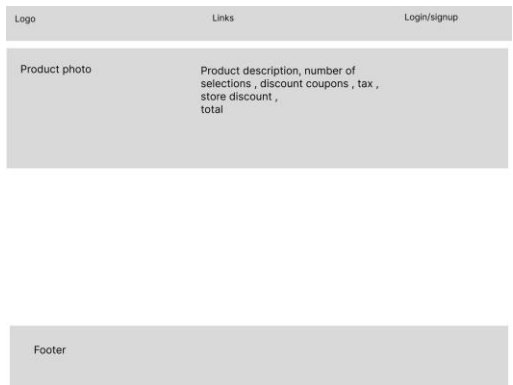 Logo
Links
Login/signup
Product photo
Product description, number of
selections , discount coupons , tax ,
store discount ,
total
Footer